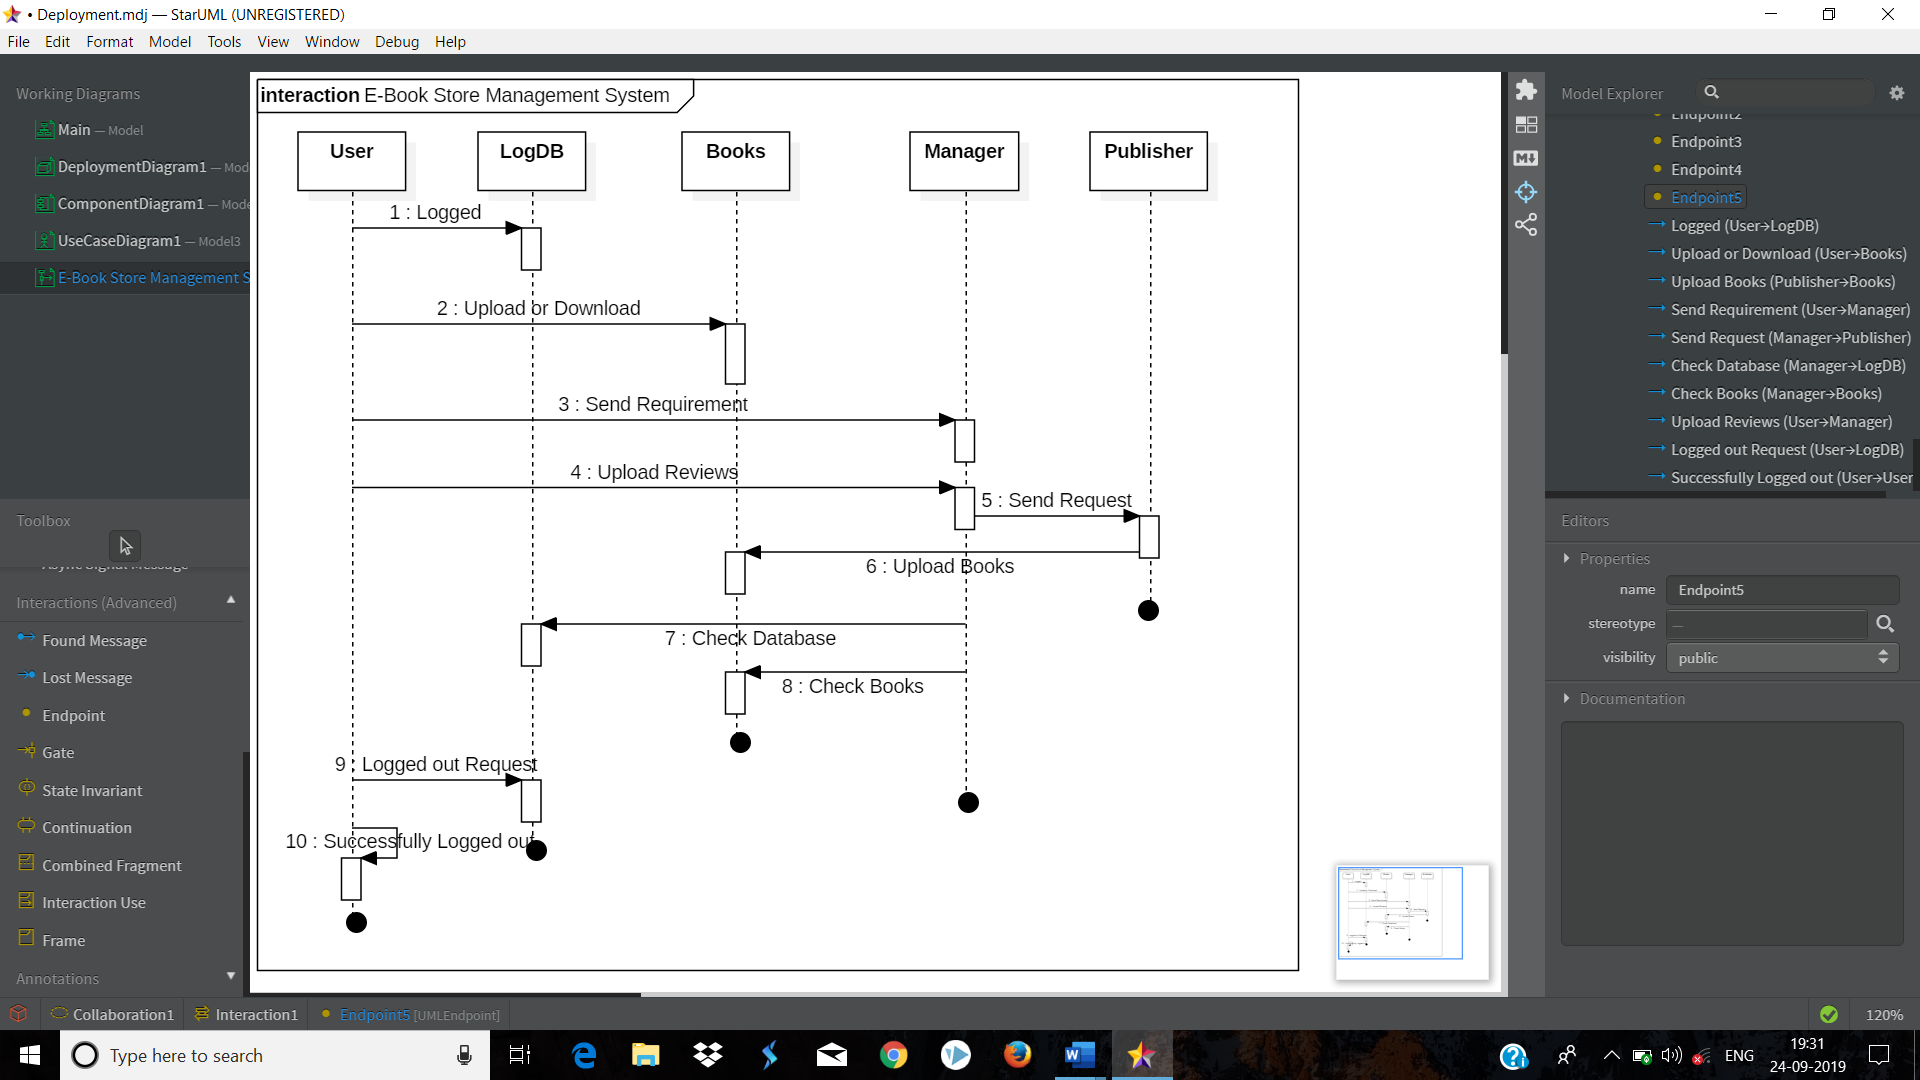 • Deployment.mdj — StarUML (UNREGISTERED)
File Edit Format Model Tools View Window Debug Help
Working Diagrams
Main — Model
DeploymentDiagram1 — Mod
ComponentDiagram1 — Mode
UseCaseDiagram1 — Model3
E-Book Store Management S
Toolbox
Async Signal Message
Interactions (Advanced)
Found Message
Lost Message
Endpoint
Gate
State Invariant
Continuation
Combined Fragment
Interaction Use
Frame
Annotations
interaction E-Book Store Management System
User LogDB Books Manager Publisher
1 : Logged
2 : Upload or Download
3 : Send Requirement
4 : Upload Reviews
5 : Send Request
6 : Upload Books
7 : Check Database
8 : Check Books
9 : Logged out Request
10 : Successfully Logged out
Model Explorer
Endpoint2
Endpoint3
Endpoint4
Endpoint5
Logged (User→LogDB)
Upload or Download (User→Books)
Upload Books (Publisher→Books)
Send Requirement (User→Manager)
Send Request (Manager→Publisher)
Check Database (Manager→LogDB)
Check Books (Manager→Books)
Upload Reviews (User→Manager)
Logged out Request (User→LogDB)
Successfully Logged out (User→User
Editors
Properties
name Endpoint5
stereotype —
visibility public
Documentation
Collaboration1 Interaction1 Endpoint5 [UMLEndpoint] 120%
Type here to search
ENG
19:31
24-09-2019